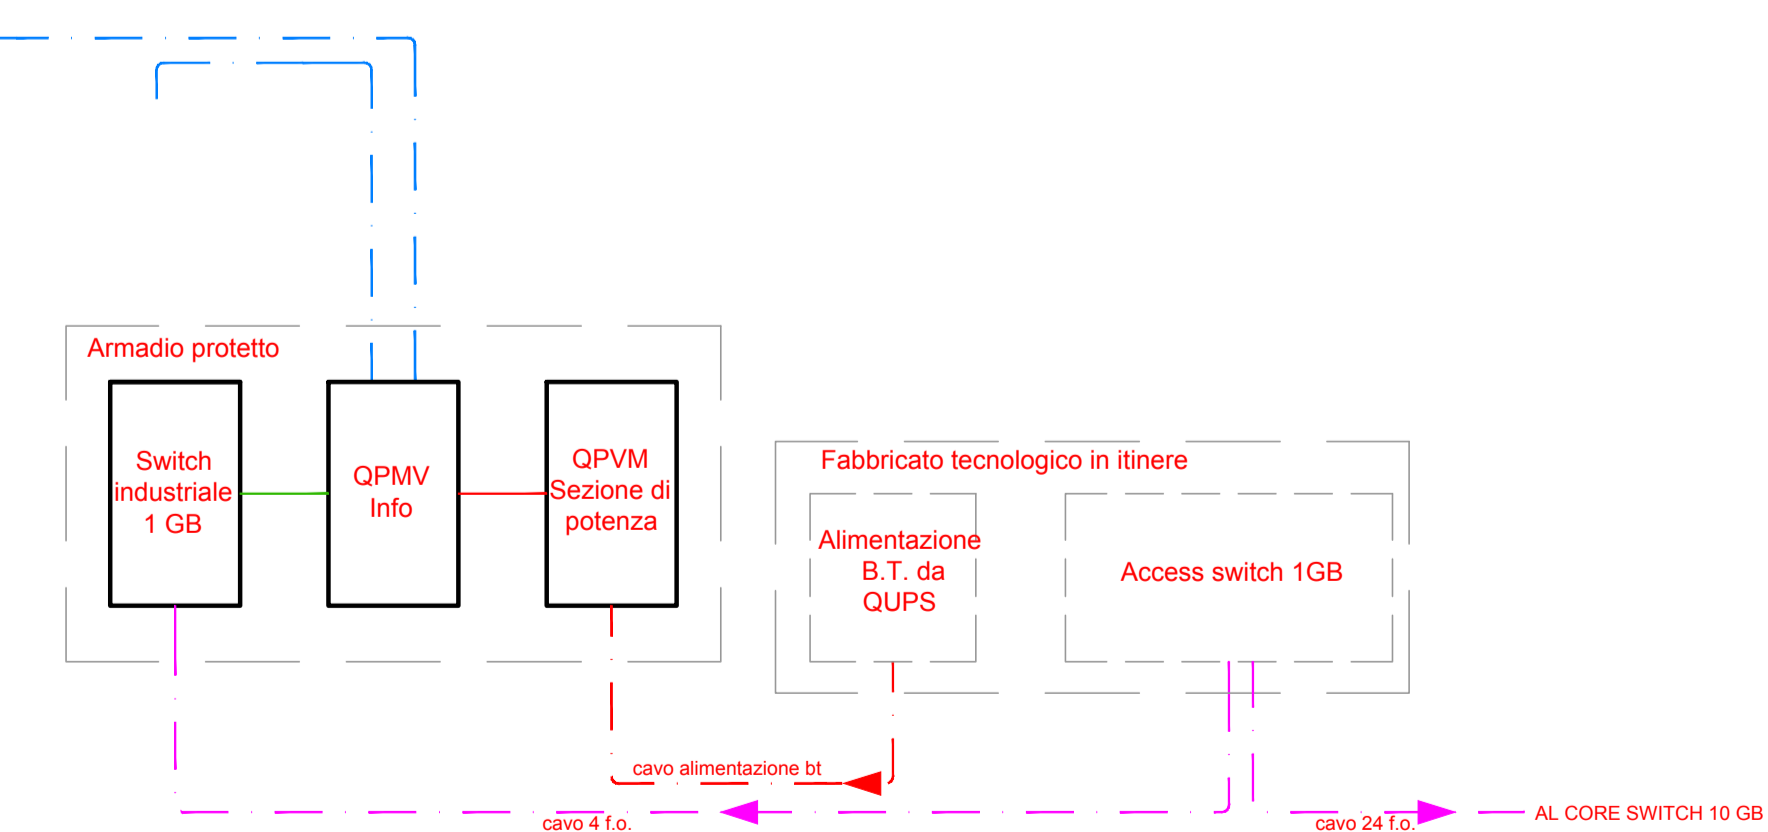 Armadio protetto
Switch
industriale
1 GB
QPMV
Info
QPVM
Sezione di
potenza
Fabbricato tecnologico in itinere
Alimentazione
B.T. da
QUPS
Access switch 1GB
cavo alimentazione bt
cavo 4 f.o.
cavo 24 f.o.
AL CORE SWITCH 10 GB